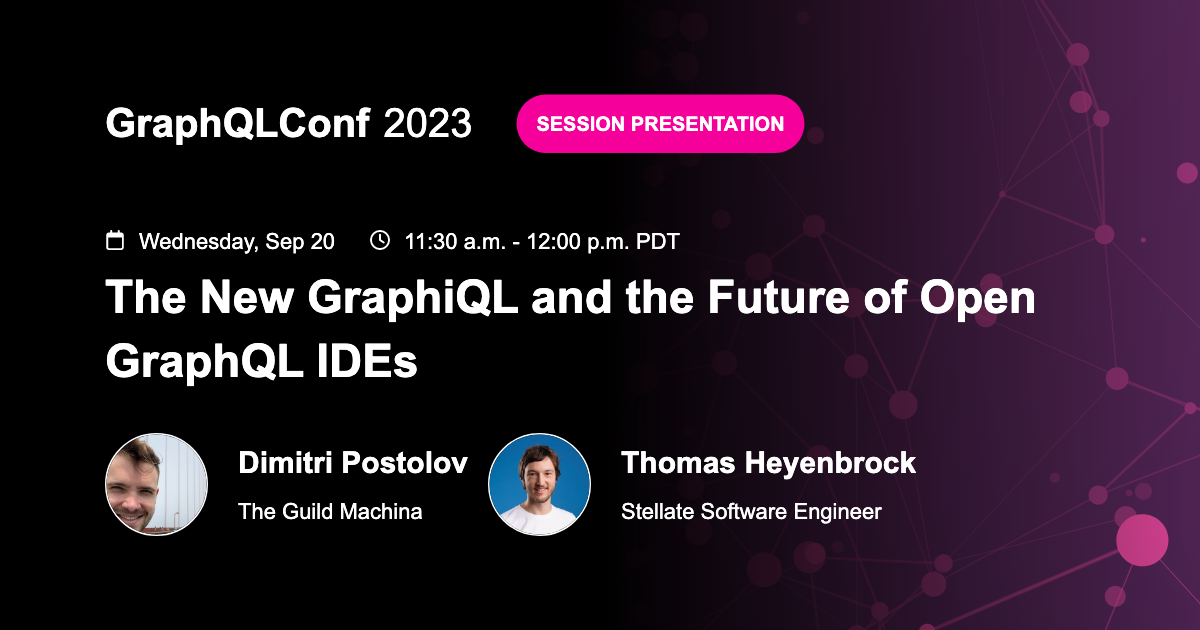 GraphQLConf 2023
SESSION PRESENTATION
Wednesday, Sep 20
11:30 a.m. - 12:00 p.m. PDT
The New GraphiQL and the Future of Open
GraphQL IDEs
Dimitri Postolov
The Guild Machina
Thomas Heyenbrock
Stellate Software Engineer